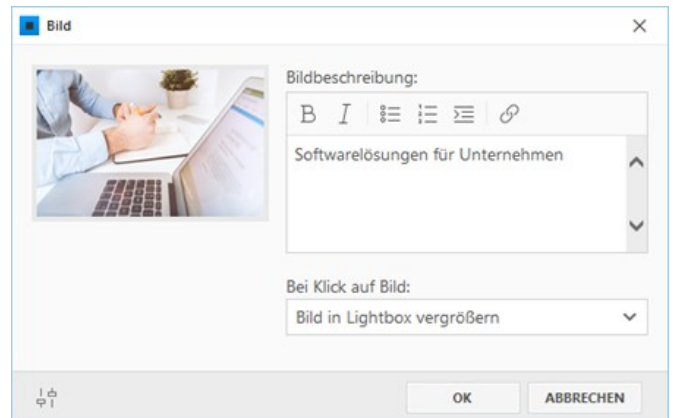 Bild
Bildbeschreibung:
B I
Softwarelösungen für Unternehmen
Bei Klick auf Bild:
Bild in Lightbox vergrößern
OK ABBRECHEN